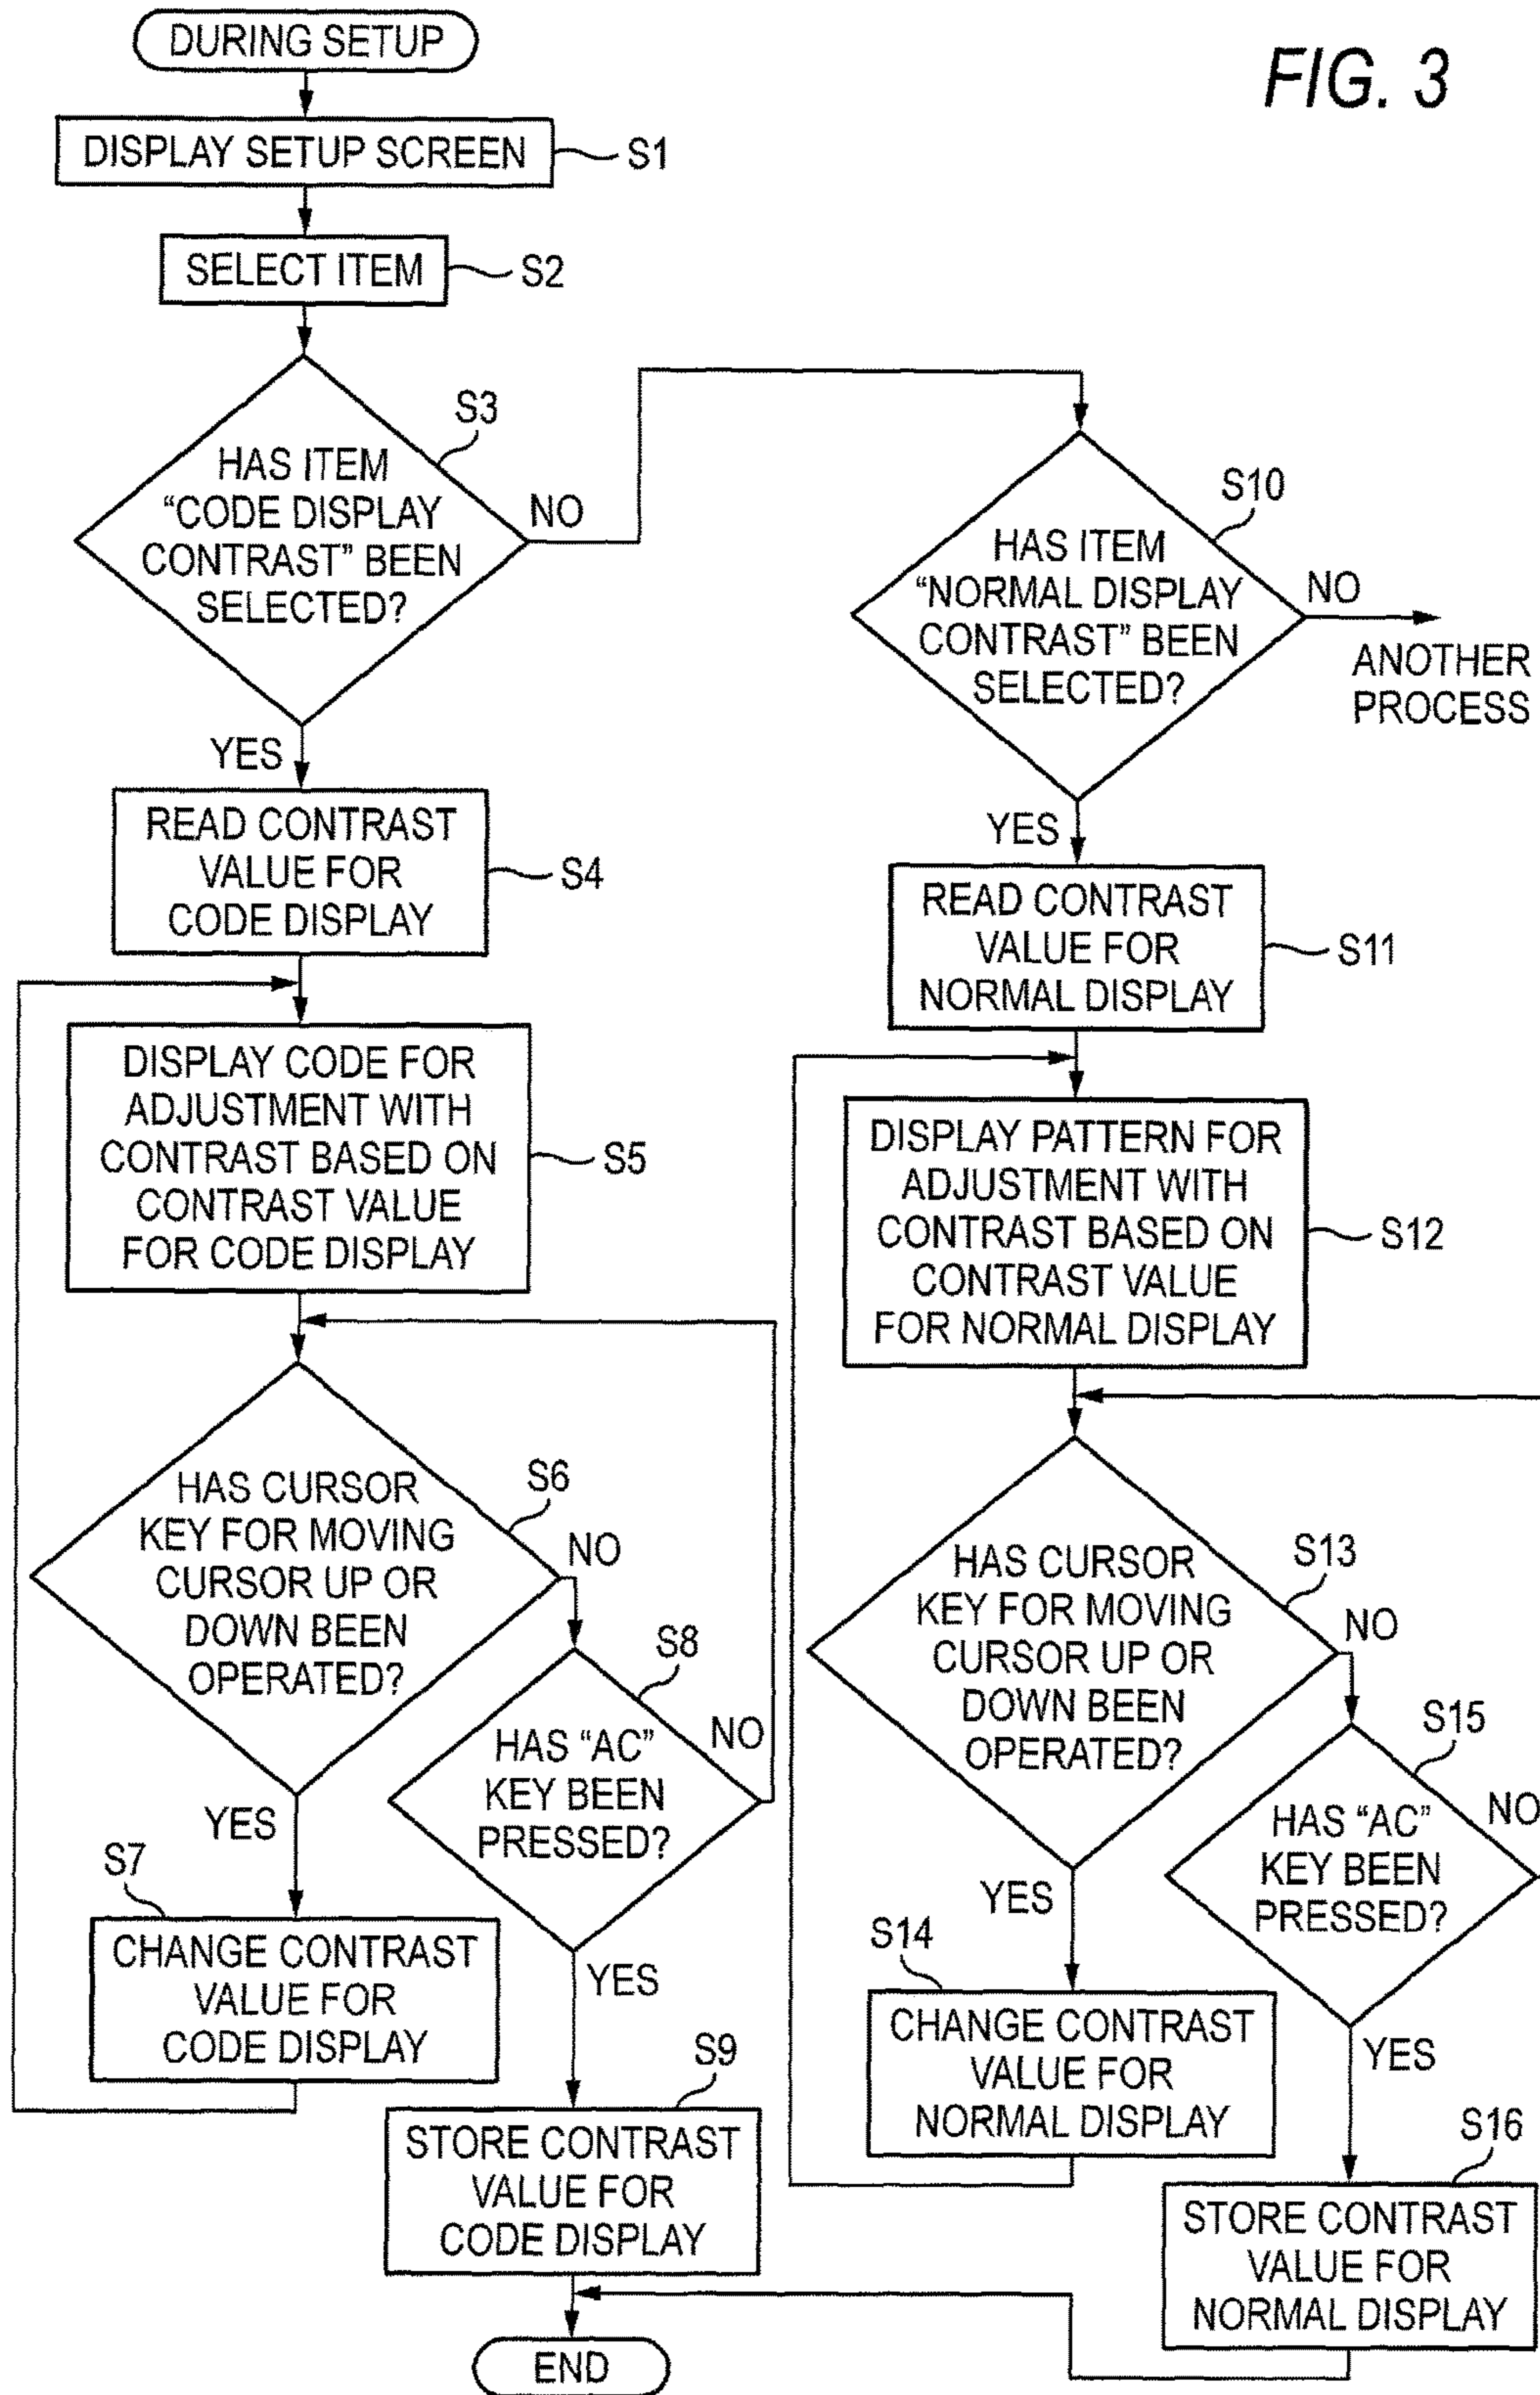 FIG. 3
DURING SETUP
DISPLAY SETUP SCREEN
S1
SELECT ITEM
S2
S3
HAS ITEM
“CODE DISPLAY
CONTRAST” BEEN
SELECTED?
NO
YES
READ CONTRAST
VALUE FOR
CODE DISPLAY
S4
DISPLAY CODE FOR
ADJUSTMENT WITH
CONTRAST BASED ON
CONTRAST VALUE
FOR CODE DISPLAY
S5
S6
HAS CURSOR
KEY FOR MOVING
CURSOR UP OR
DOWN BEEN
OPERATED?
NO
YES
S7
CHANGE CONTRAST
VALUE FOR
CODE DISPLAY
S8
HAS “AC”
KEY BEEN
PRESSED?
NO
YES
S9
STORE CONTRAST
VALUE FOR
CODE DISPLAY
END
S10
HAS ITEM
“NORMAL DISPLAY
CONTRAST” BEEN
SELECTED?
NO
ANOTHER
PROCESS
YES
READ CONTRAST
VALUE FOR
NORMAL DISPLAY
S11
DISPLAY PATTERN FOR
ADJUSTMENT WITH
CONTRAST BASED ON
CONTRAST VALUE
FOR NORMAL DISPLAY
S12
S13
HAS CURSOR
KEY FOR MOVING
CURSOR UP OR
DOWN BEEN
OPERATED?
NO
YES
S14
CHANGE CONTRAST
VALUE FOR
NORMAL DISPLAY
S15
HAS “AC”
KEY BEEN
PRESSED?
NO
YES
S16
STORE CONTRAST
VALUE FOR
NORMAL DISPLAY